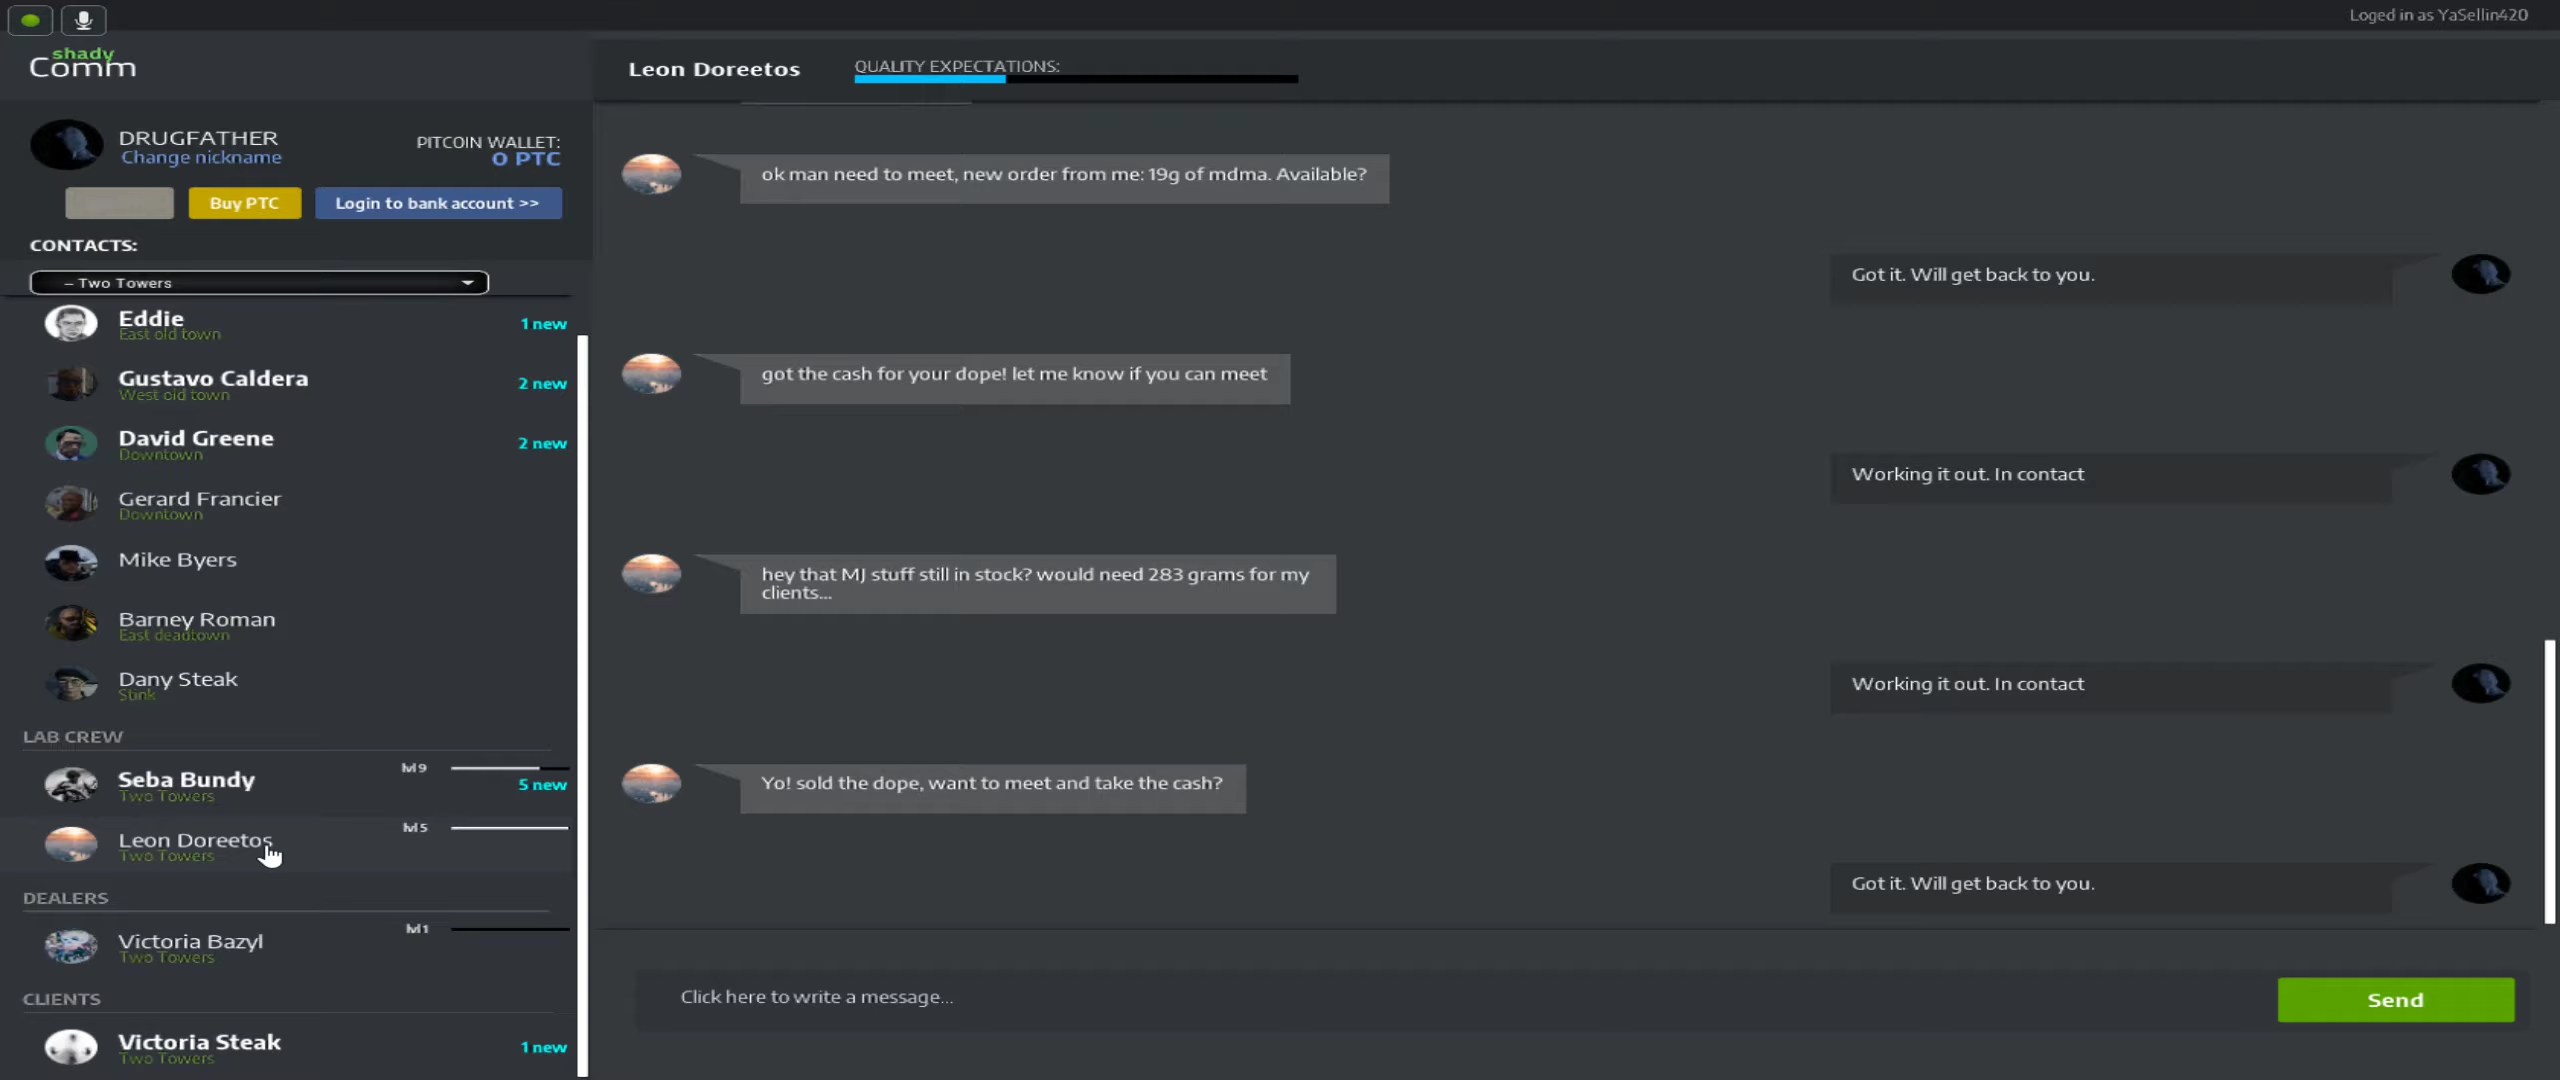 Loged in as YaSellin420
shady
Comm
DRUGFATHER
Change nickname
PITCOIN WALLET:
0 PTC
Buy PTC
Login to bank account >>
CONTACTS:
-- Two Towers
Eddie
East old town
1 new
Gustavo Caldera
West old town
2 new
David Greene
Downtown
2 new
Gerard Francier
Downtown
Mike Byers
Barney Roman
East deadtown
Dany Steak
Stink
LAB CREW
Seba Bundy
Two Towers
lvl 9
5 new
Leon Doreetos
Two Towers
lvl 5
DEALERS
Victoria Bazyl
Two Towers
lvl 1
CLIENTS
Victoria Steak
Two Towers
1 new
Leon Doreetos
QUALITY EXPECTATIONS:
ok man need to meet, new order from me: 19g of mdma. Available?
Got it. Will get back to you.
got the cash for your dope! let me know if you can meet
Working it out. In contact
hey that MJ stuff still in stock? would need 283 grams for my
clients...
Working it out. In contact
Yo! sold the dope, want to meet and take the cash?
Got it. Will get back to you.
Click here to write a message...
Send